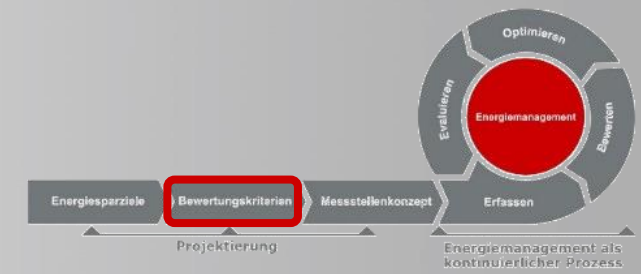 Optimieren
Evaluieren
Energiemanagement
Bewerten
Energiesparziele
Bewertungskriterien
Messstellenkonzept
Erfassen
Projektierung
Energiemanagement als
kontinuierlicher Prozess